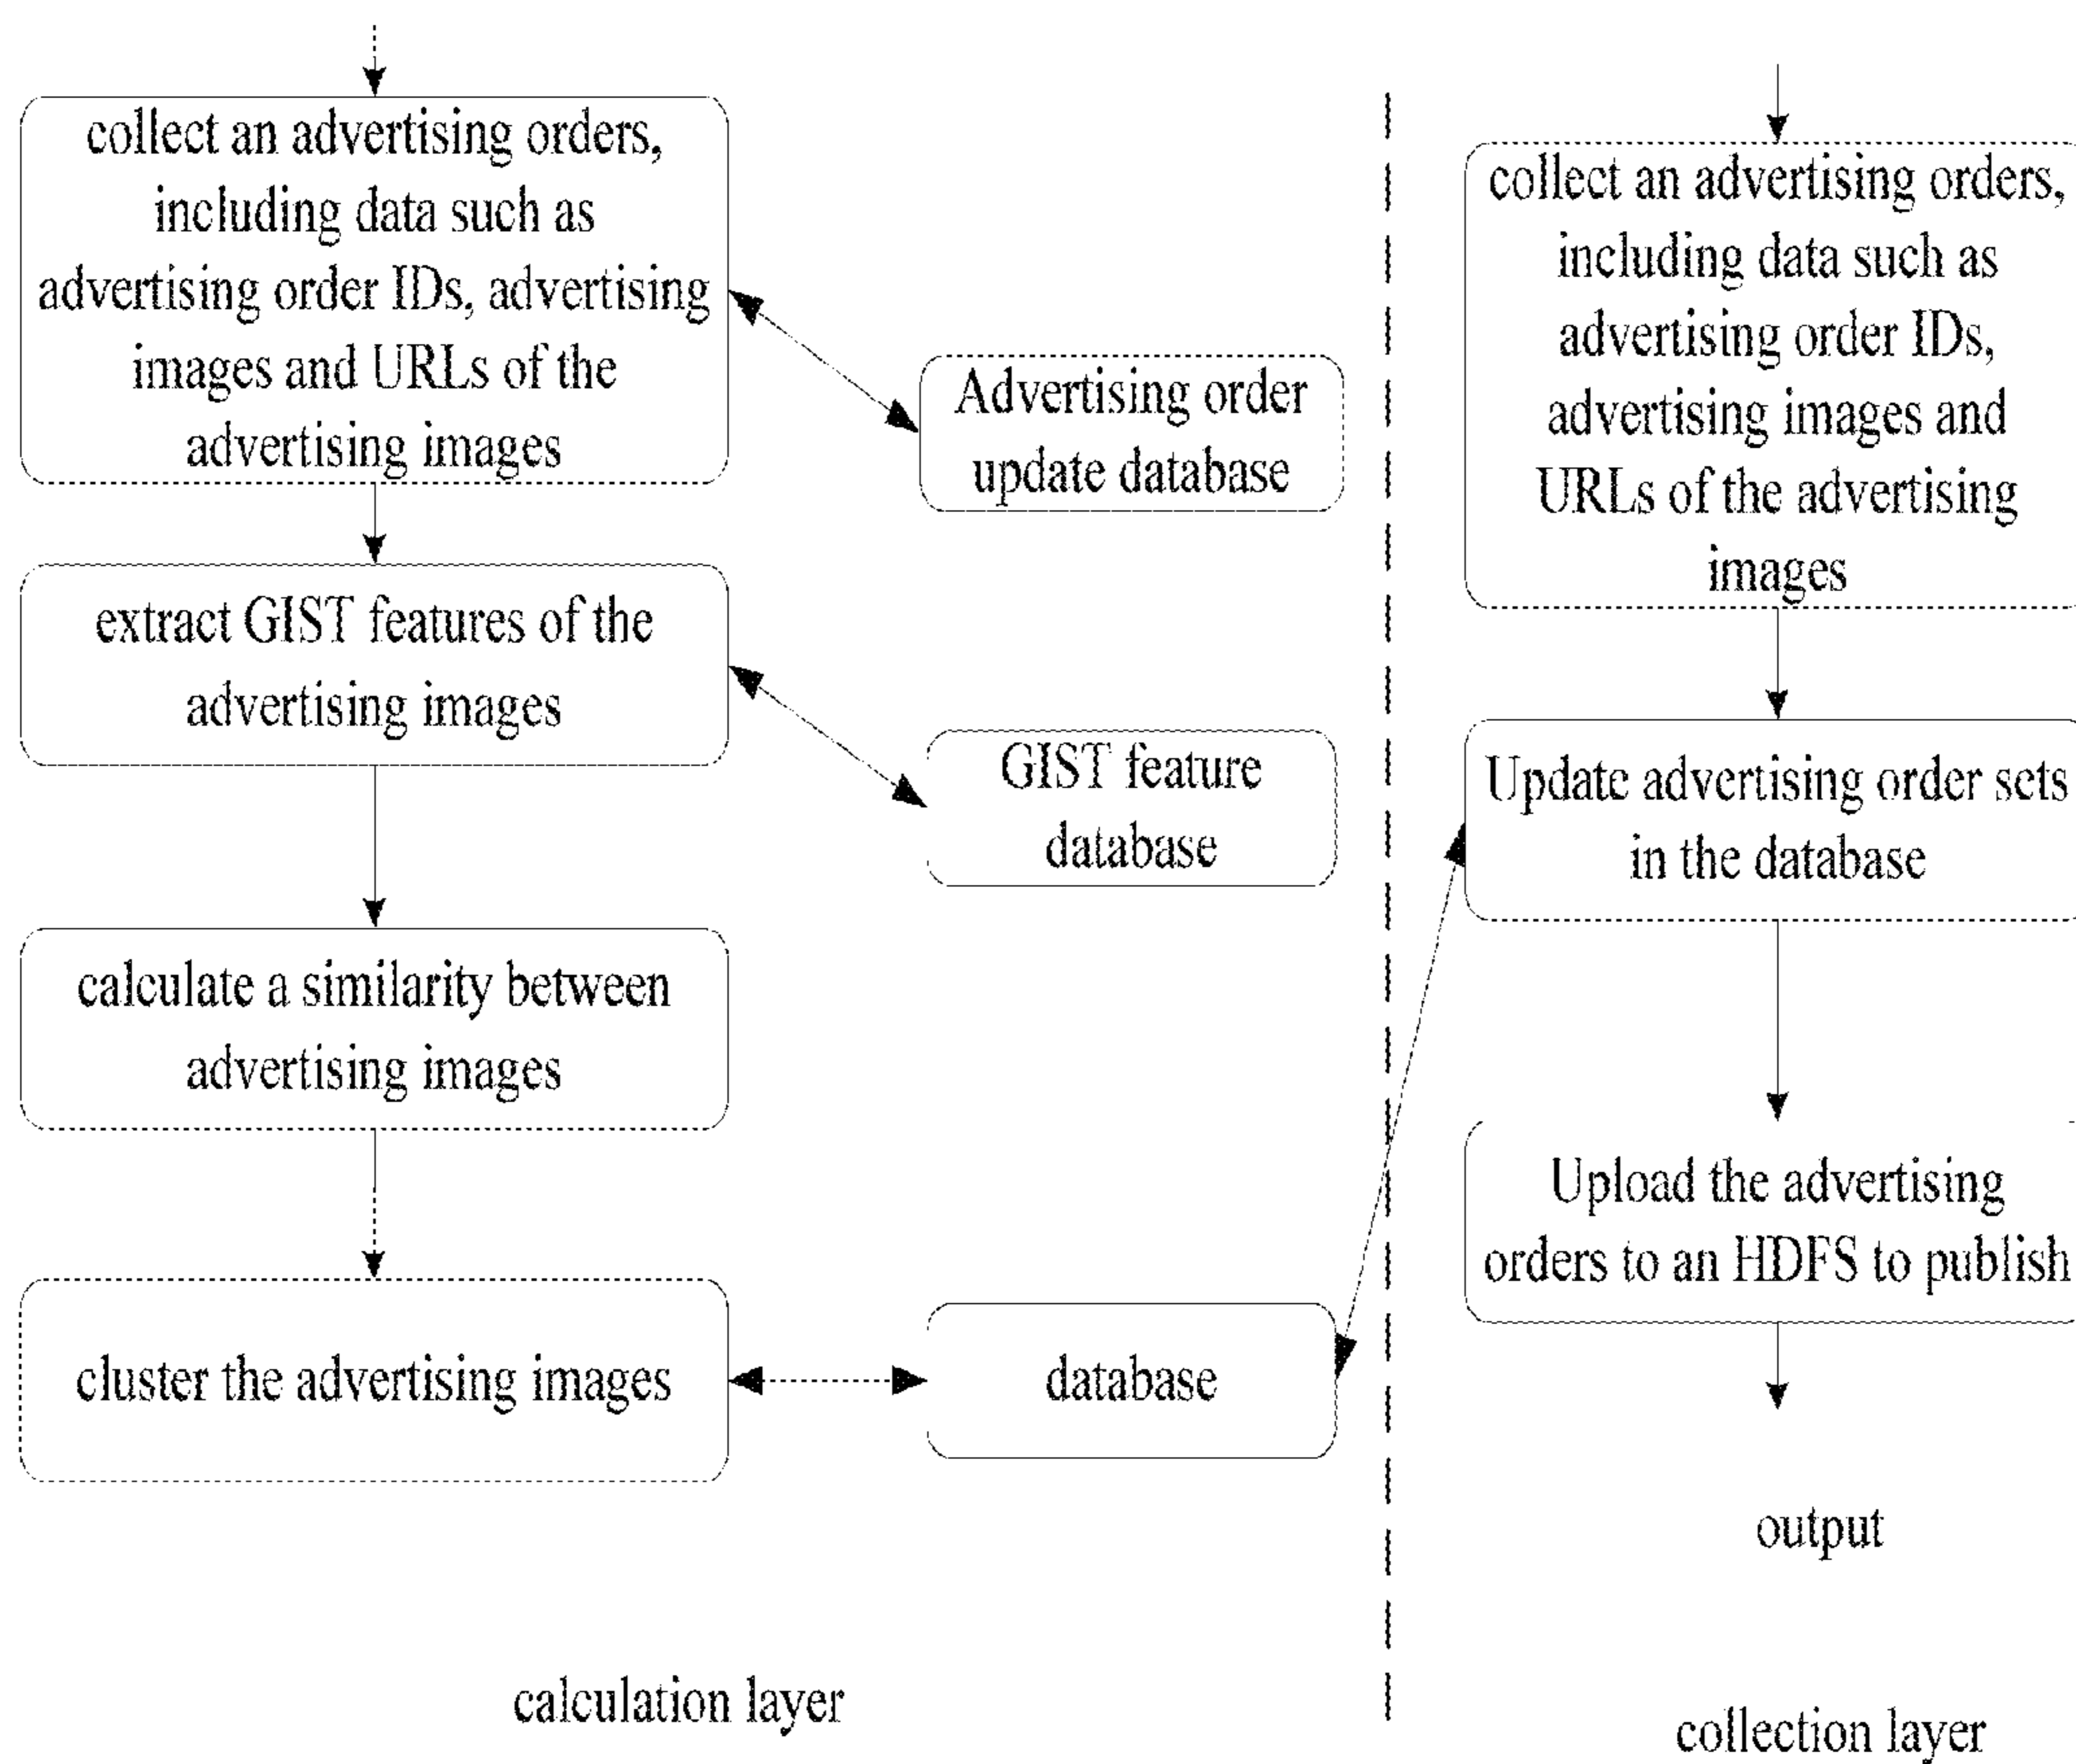 collect an advertising orders,
including data such as
advertising order IDs, advertising
images and URLs of the
advertising images
Advertising order
update database
extract GIST features of the
advertising images
GIST feature
database
calculate a similarity between
advertising images
cluster the advertising images
database
calculation layer
collect an advertising orders,
including data such as
advertising order IDs,
advertising images and
URLs of the advertising
images
Update advertising order sets
in the database
Upload the advertising
orders to an HDFS to publish
output
collection layer